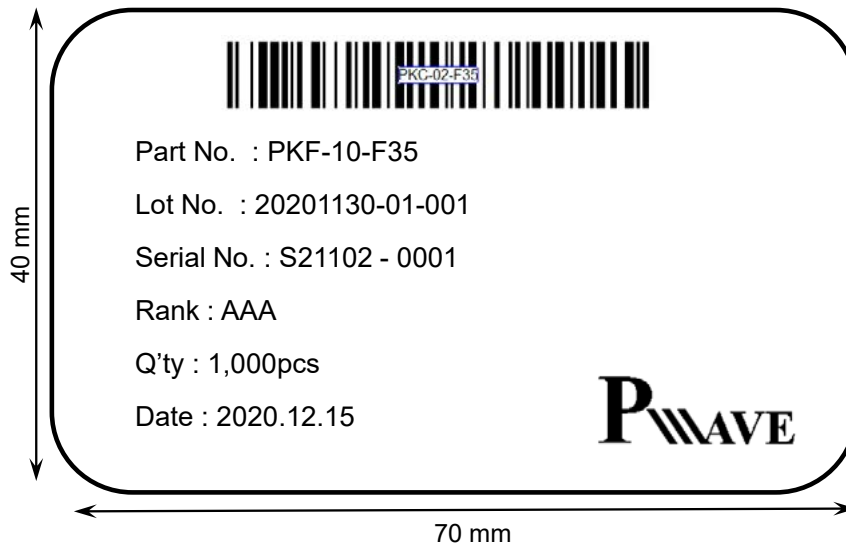 PKC-02-F35
Part No. : PKF-10-F35
Lot No. : 20201130-01-001
Serial No. : S21102 - 0001
Rank : AAA
Q’ty : 1,000pcs
Date : 2020.12.15
PWAVE
40 mm
70 mm